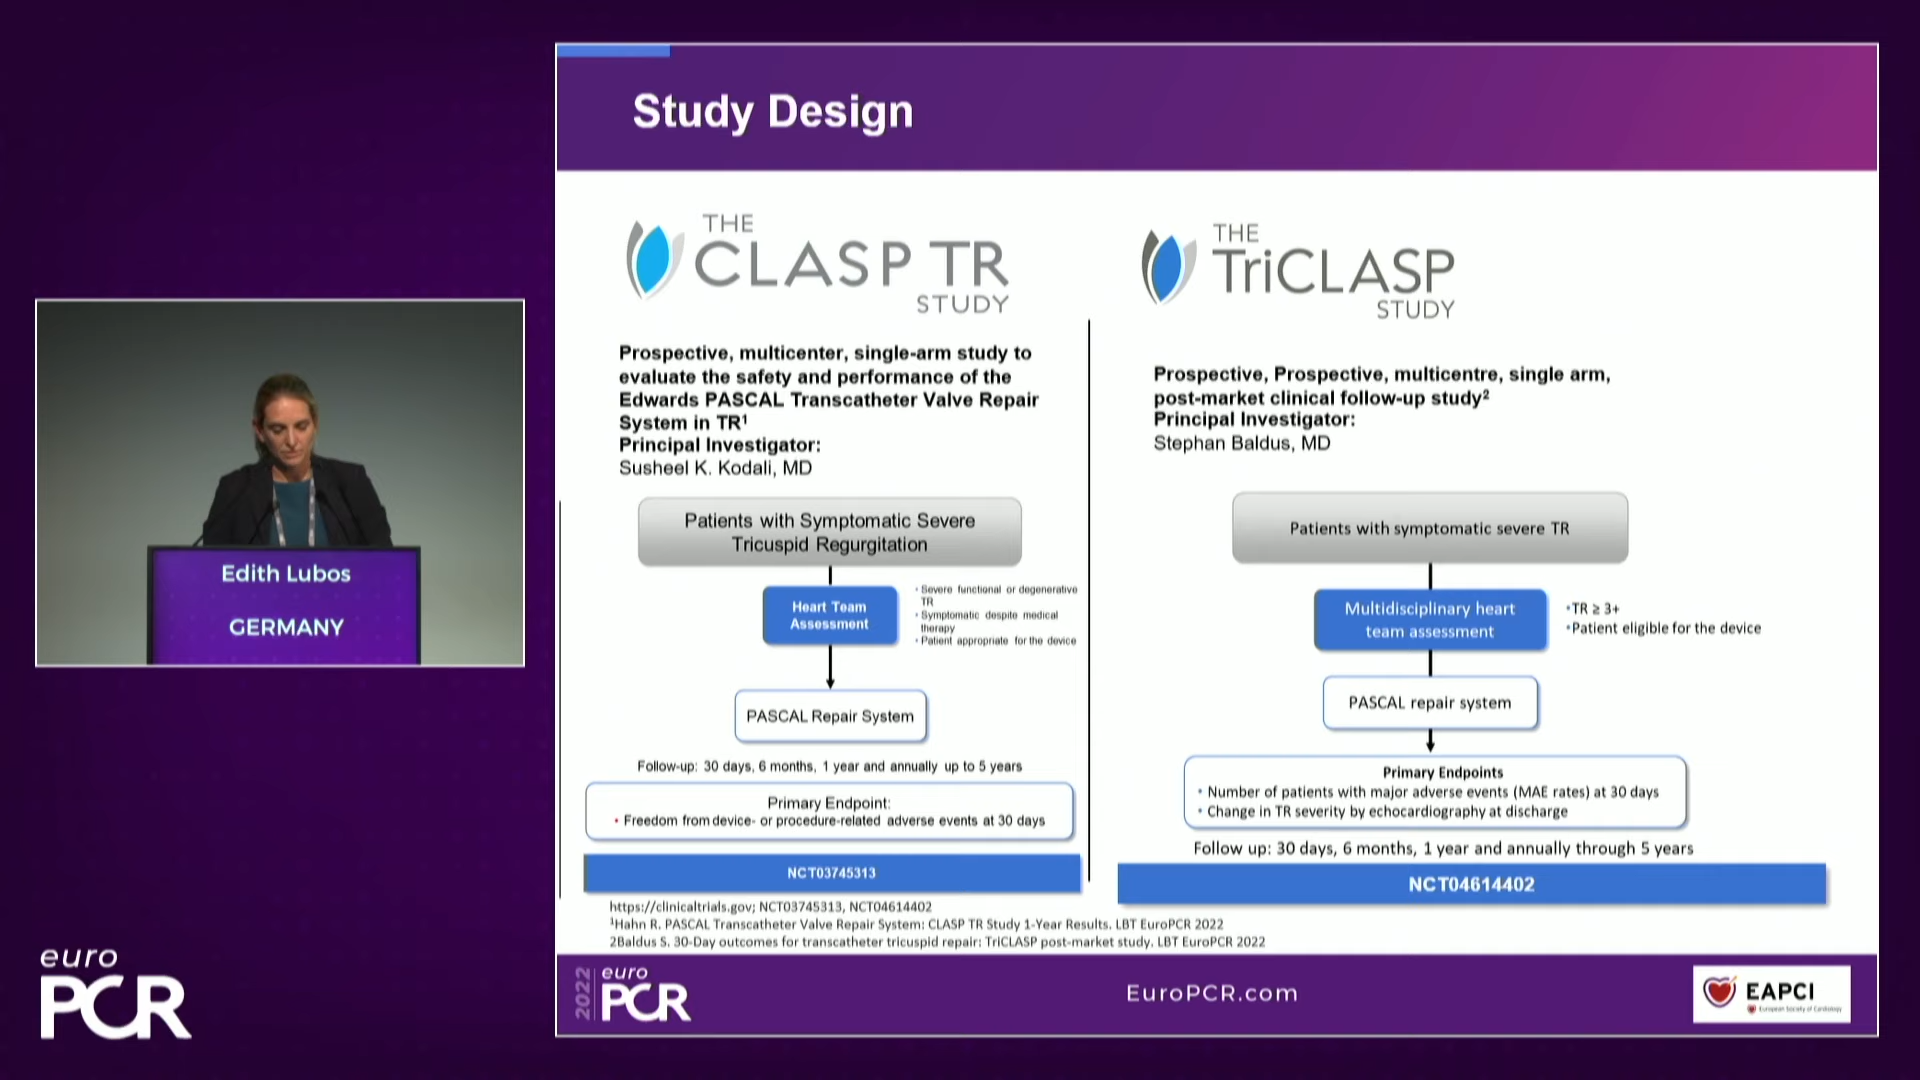 Study Design
THE
CLASP TR
STUDY
Prospective, multicenter, single-arm study to
evaluate the safety and performance of the
Edwards PASCAL Transcatheter Valve Repair
System in TR¹
Principal Investigator:
Susheel K. Kodali, MD
Patients with Symptomatic Severe
Tricuspid Regurgitation
Heart Team
Assessment
• Severe functional or degenerative
TR
• Symptomatic despite medical
therapy
• Patient appropriate for the device
PASCAL Repair System
Follow-up: 30 days, 6 months, 1 year and annually up to 5 years
Primary Endpoint:
• Freedom from device- or procedure-related adverse events at 30 days
NCT03745313
THE
TriCLASP
STUDY
Prospective, Prospective, multicentre, single arm,
post-market clinical follow-up study²
Principal Investigator:
Stephan Baldus, MD
Patients with symptomatic severe TR
Multidisciplinary heart
team assessment
•TR ≥ 3+
•Patient eligible for the device
PASCAL repair system
Primary Endpoints
• Number of patients with major adverse events (MAE rates) at 30 days
• Change in TR severity by echocardiography at discharge
Follow up: 30 days, 6 months, 1 year and annually through 5 years
NCT04614402
https://clinicaltrials.gov; NCT03745313, NCT04614402
¹Hahn R. PASCAL Transcatheter Valve Repair System: CLASP TR Study 1-Year Results. LBT EuroPCR 2022
2Baldus S. 30-Day outcomes for transcatheter tricuspid repair: TriCLASP post-market study. LBT EuroPCR 2022
Edith Lubos
GERMANY
euro
PCR
2022
euro
PCR
EuroPCR.com
EAPCI
European Society of Cardiology